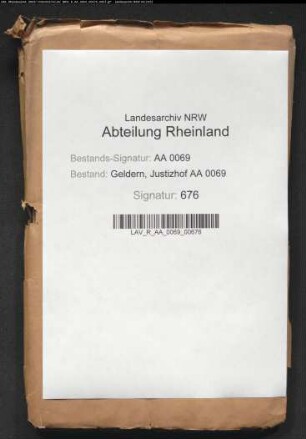 Landesarchiv NRW
Abteilung Rheinland
Bestands-Signatur: AA 0069
Bestand: Geldern, Justizhof AA 0069
Signatur: 676
LAV_R_AA_0069_00676